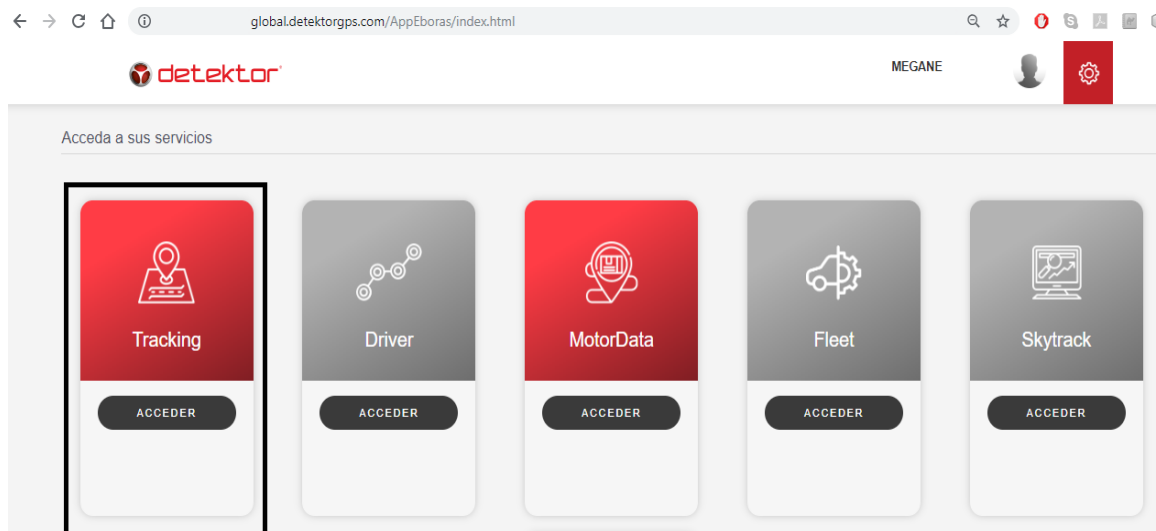 global.detektorgps.com/AppEboras/index.html
detektor
MEGANE
Acceda a sus servicios
Tracking
Driver
MotorData
Fleet
Skytrack
ACCEDER
ACCEDER
ACCEDER
ACCEDER
ACCEDER